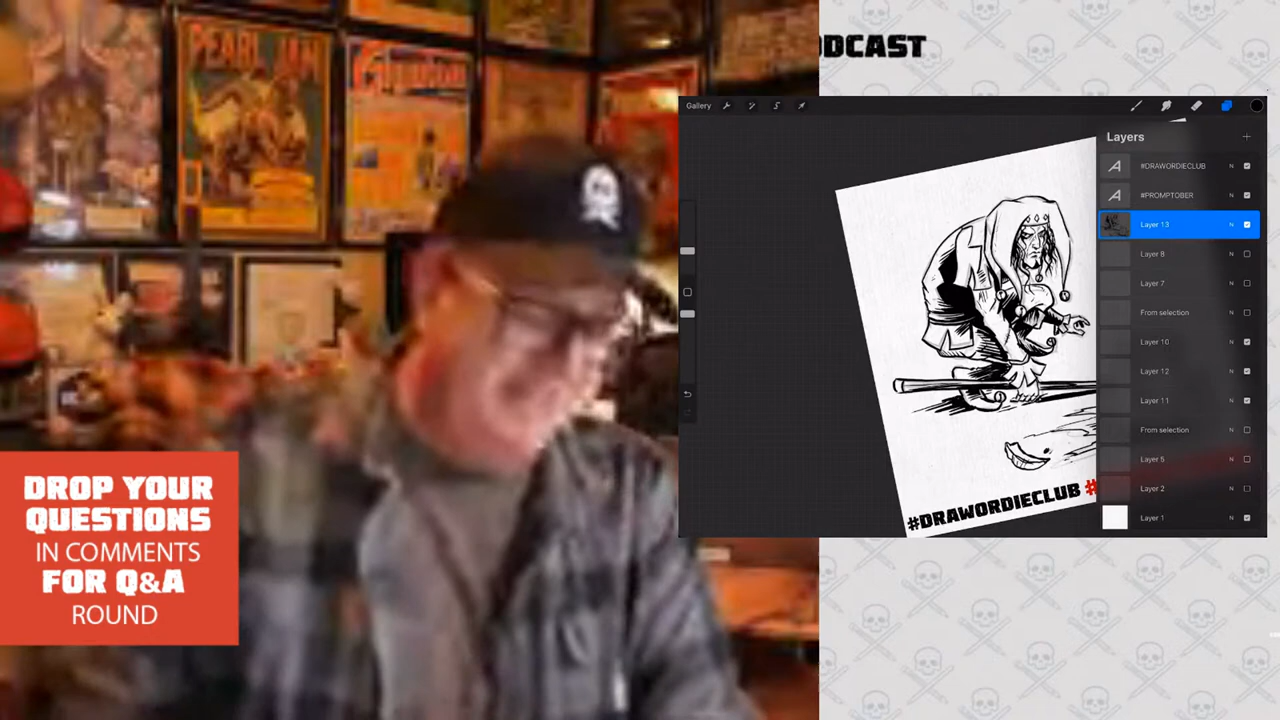 PEARL JAM
DROP YOUR
QUESTIONS
IN COMMENTS
FOR Q&A
ROUND
ODCAST
Gallery
Layers
#DRAWORDIECLUB N
#PROMPTOBER N
Layer 13 N
Layer 8 N
Layer 7 N
From selection N
Layer 10 N
Layer 12 N
Layer 11 N
From selection N
Layer 5 N
Layer 2 N
Layer 1 N
#DRAWORDIECLUB #